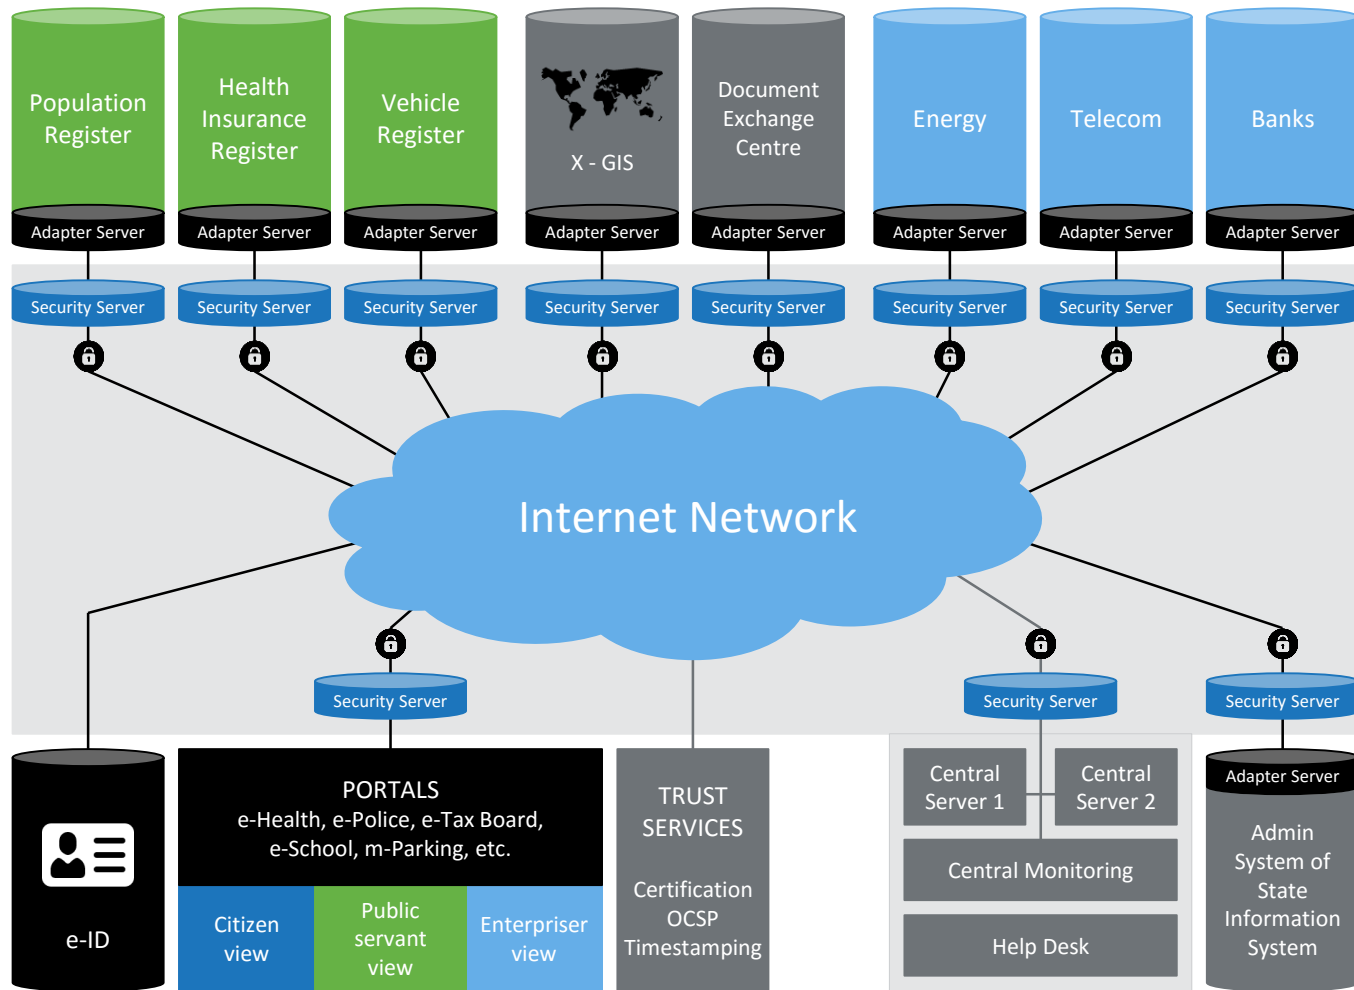 Population
Register
Health
Insurance
Register
Vehicle
Register
X - GIS
Document
Exchange
Centre
Energy
Telecom
Banks
Adapter Server
Adapter Server
Adapter Server
Adapter Server
Adapter Server
Adapter Server
Adapter Server
Adapter Server
Security Server
Security Server
Security Server
Security Server
Security Server
Security Server
Security Server
Security Server
Internet Network
Security Server
Security Server
Security Server
e-ID
PORTALS
e-Health, e-Police, e-Tax Board,
e-School, m-Parking, etc.
Citizen
view
Public
servant
view
Enterpriser
view
TRUST
SERVICES
Certification
OCSP
Timestamping
Central
Server 1
Central
Server 2
Central Monitoring
Help Desk
Adapter Server
Admin
System of
State
Information
System